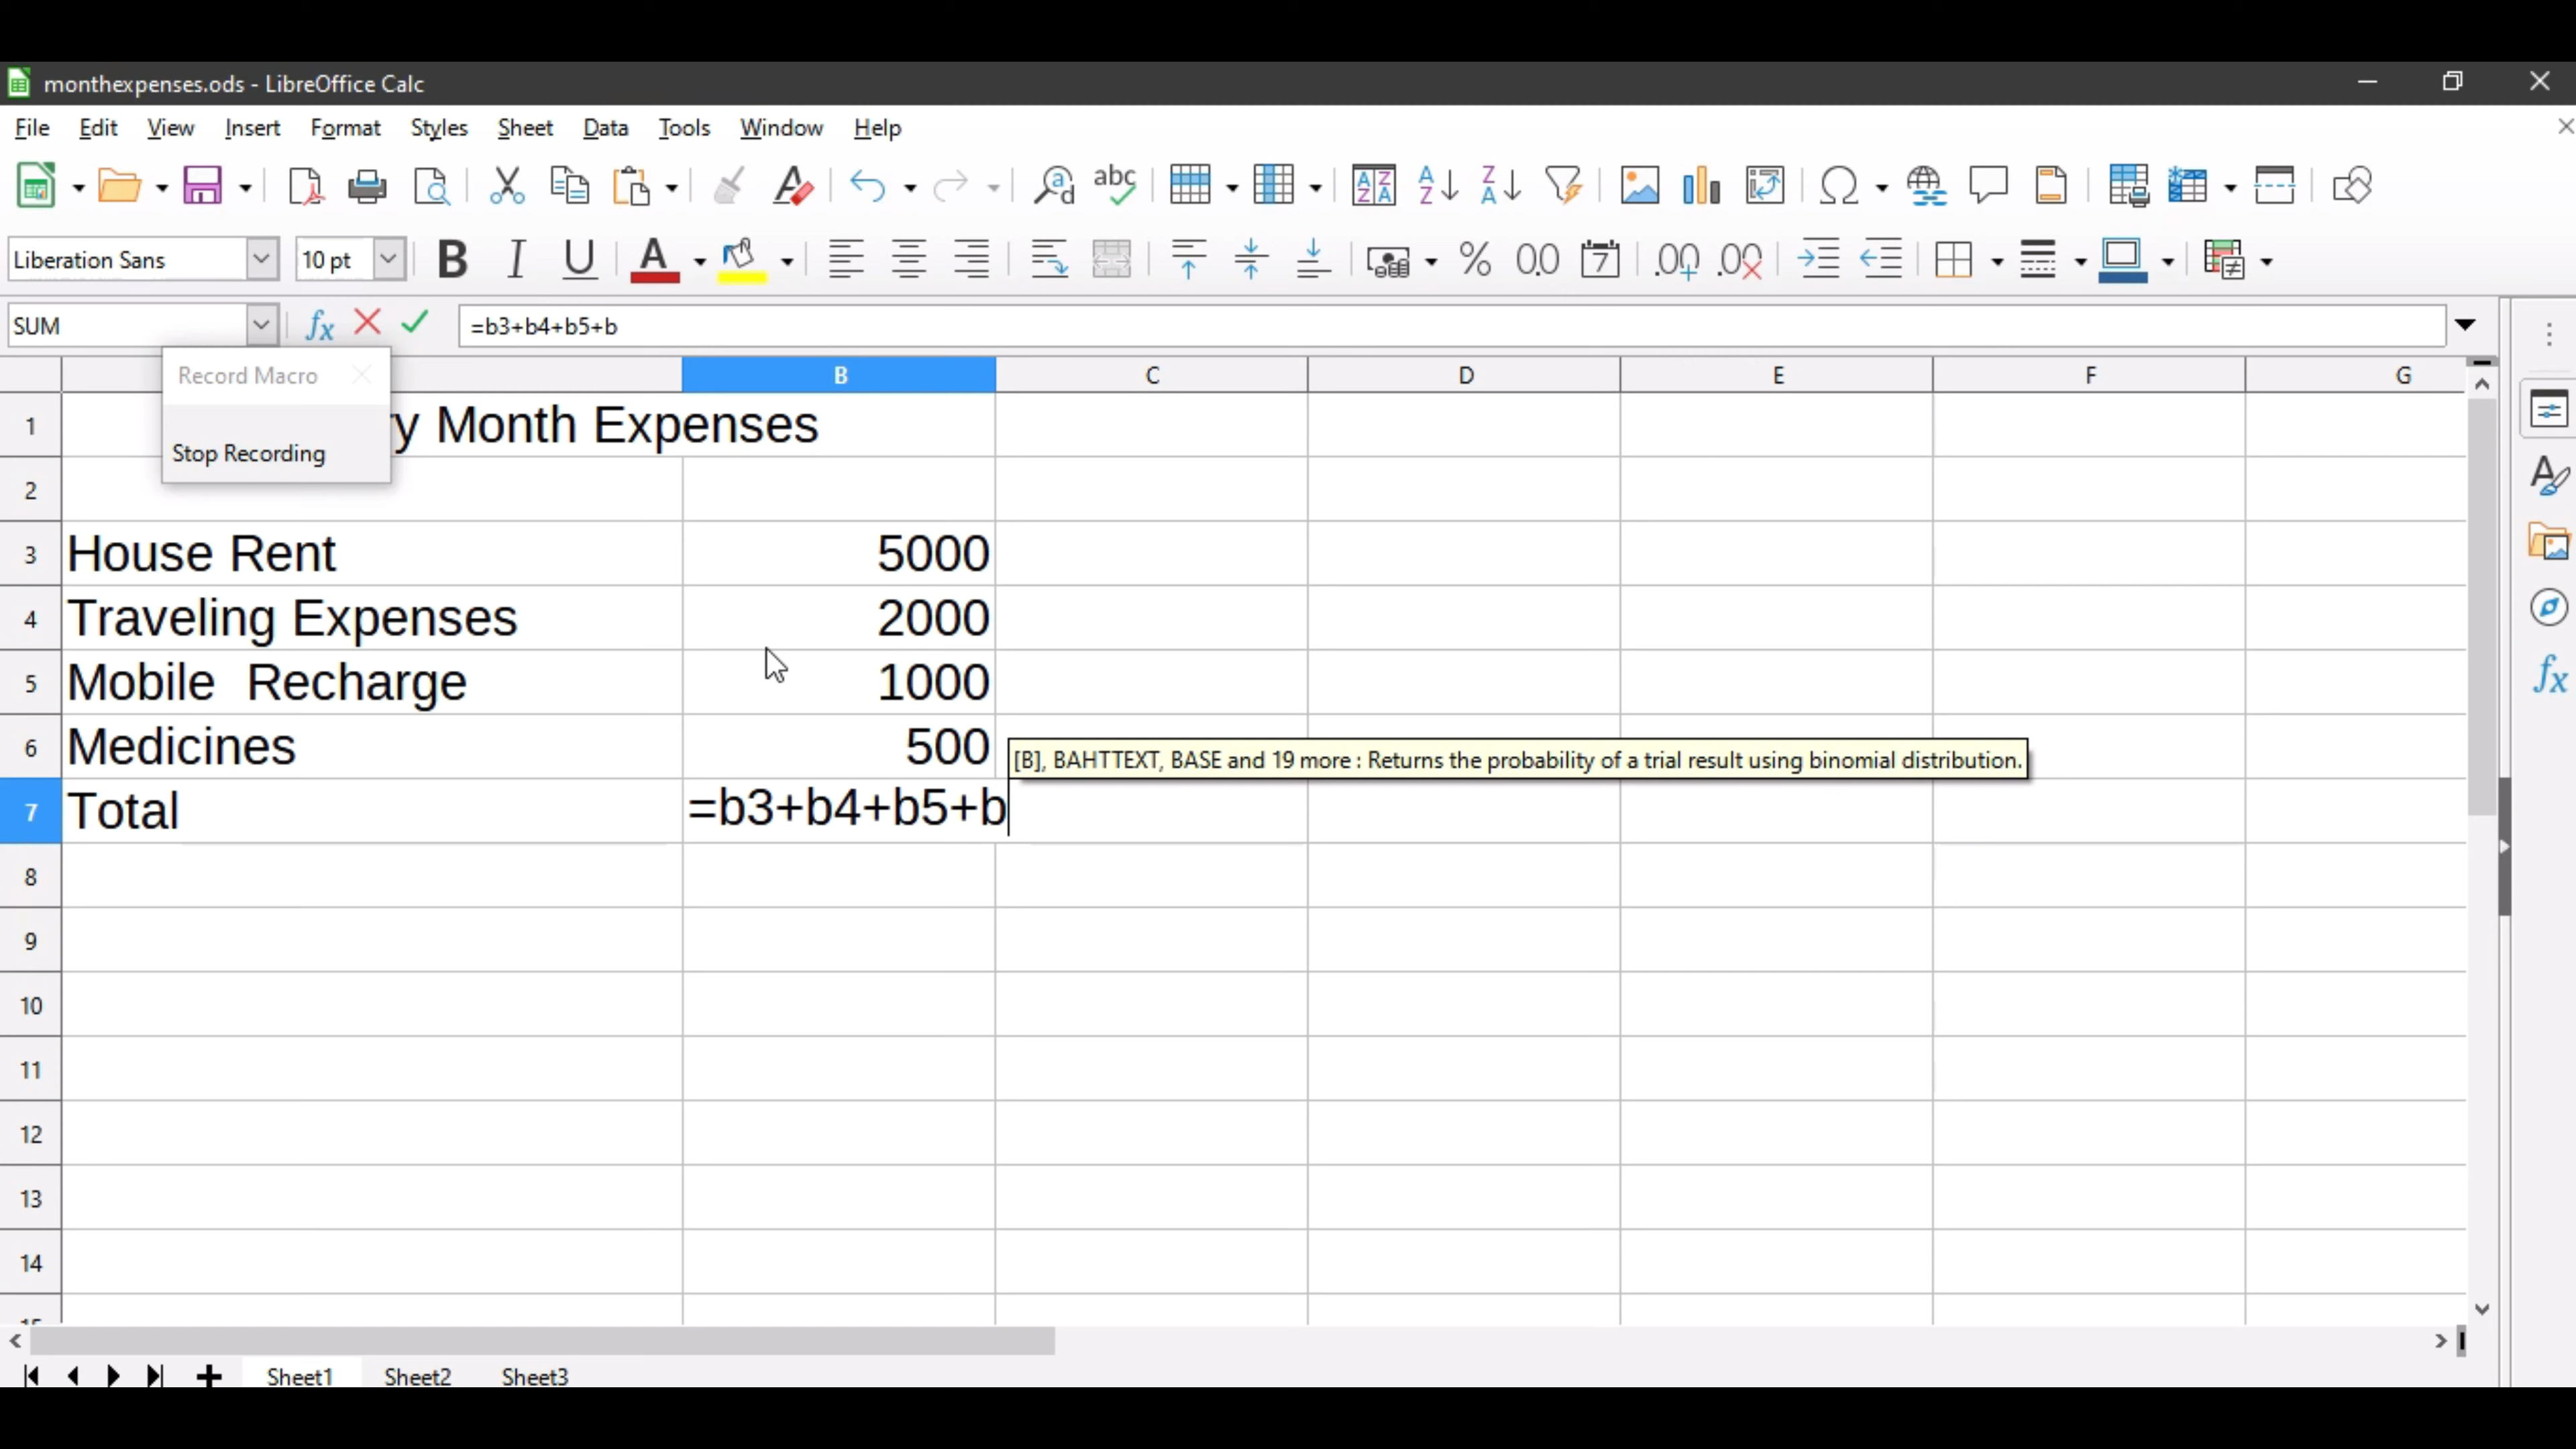 monthexpenses.ods - LibreOffice Calc
File Edit View Insert Format Styles Sheet Data Tools Window Help
Liberation Sans 10 pt
SUM =b3+b4+b5+b
Record Macro
Stop Recording
B C D E F G
1 y Month Expenses
2
3 House Rent 5000
4 Traveling Expenses 2000
5 Mobile  Recharge 1000
6 Medicines 500
[B], BAHTTEXT, BASE and 19 more : Returns the probability of a trial result using binomial distribution.
7 Total =b3+b4+b5+b
8
9
10
11
12
13
14
Sheet1 Sheet2 Sheet3